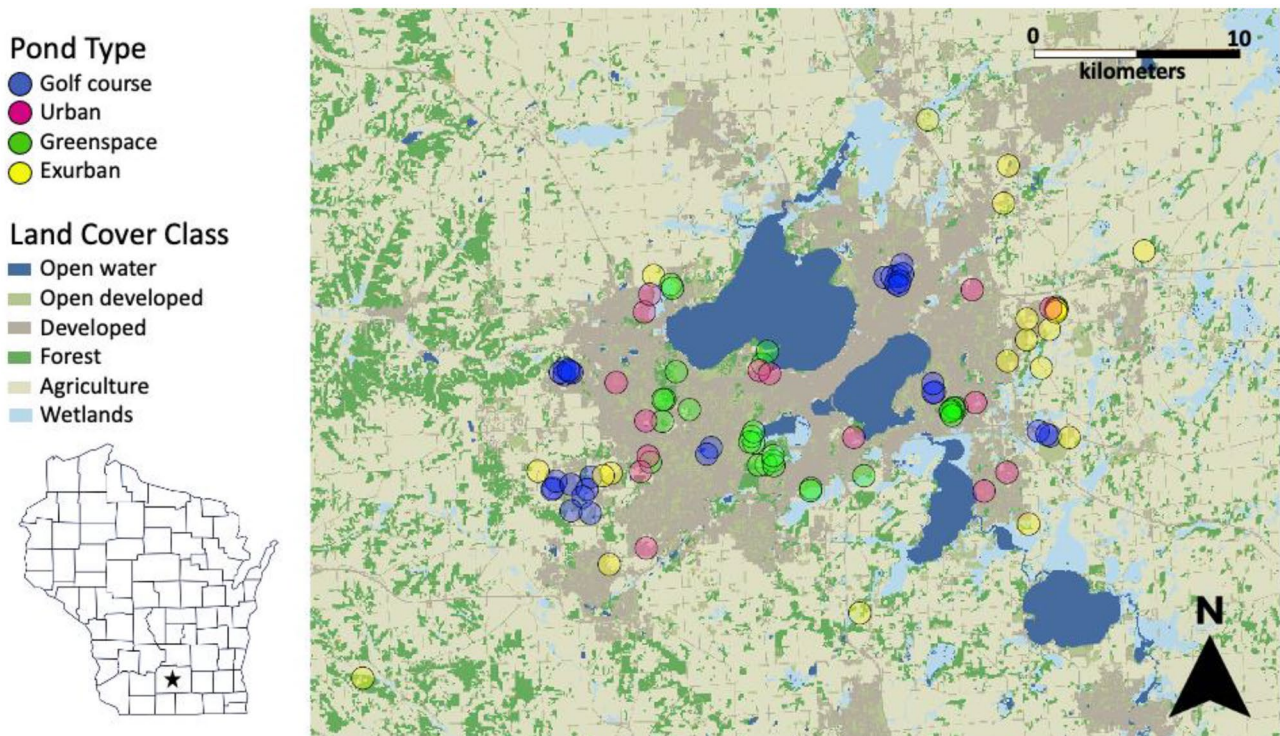 Pond Type
Golf course
Urban
Greenspace
Exurban
Land Cover Class
Open water
Open developed
Developed
Forest
Agriculture
Wetlands
0 10
kilometers
N